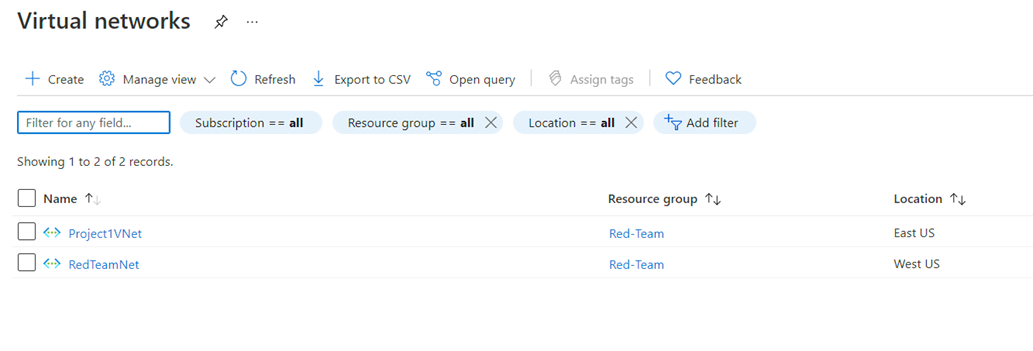 Virtual networks
Create Manage view Refresh Export to CSV Open query Assign tags Feedback
Filter for any field... Subscription == all Resource group == all Location == all Add filter
Showing 1 to 2 of 2 records.
Name Resource group Location
Project1VNet Red-Team East US
RedTeamNet Red-Team West US